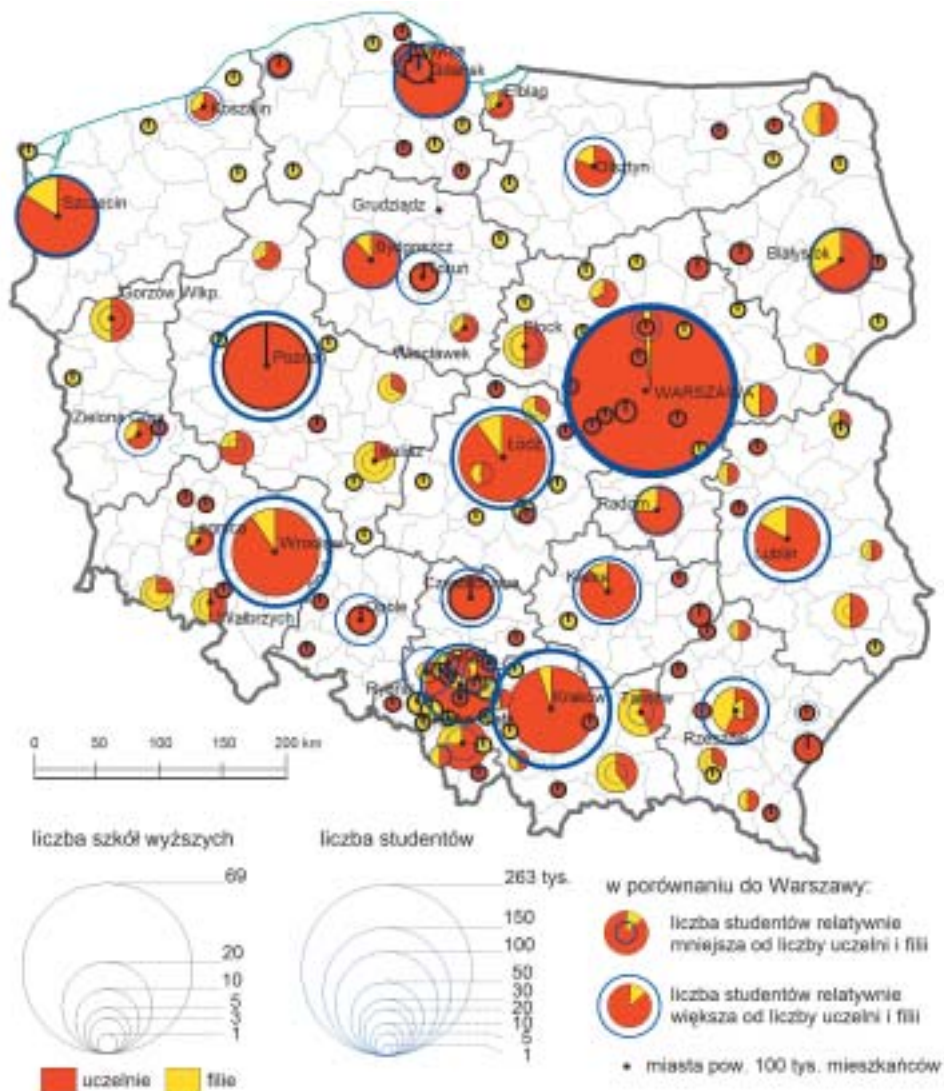 Gdańsk
Elbląg
Koszalin
Olsztyn
Szczecin
Grudziądz
Bydgoszcz
Toruń
Białystok
Gorzów Wlkp.
Płock
Włocławek
Poznań
WARSZAWA
Zielona Góra
Kalisz
Łódź
Radom
Legnica
Wrocław
Lublin
Wałbrzych
Opole
Częstochowa
Kielce
Rybnik
Kraków
Tarnów
Rzeszów
0 50 100 150 200 km
liczba szkół wyższych
69
20
10
5
3
1
uczelnie filie
liczba studentów
263 tys.
150
100
50
30
20
10
5
1
w porównaniu do Warszawy:
liczba studentów relatywnie
mniejsza od liczby uczelni i filii
liczba studentów relatywnie
większa od liczby uczelni i filii
miasta pow. 100 tys. mieszkańców